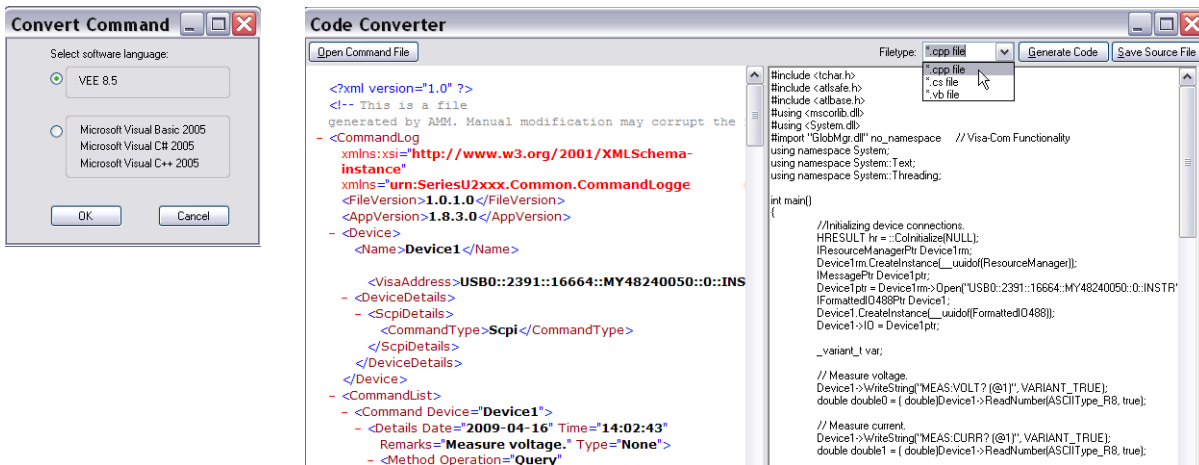 Convert Command
Select software language:
VEE 8.5
Microsoft Visual Basic 2005
Microsoft Visual C# 2005
Microsoft Visual C++ 2005
OK
Cancel
Code Converter
Open Command File
Filetype:
*.cpp file
Generate Code
Save Source File
*.cpp file
*.cs file
*.vb file
<?xml version="1.0" ?>
<!-- This is a file
generated by AMM. Manual modification may corrupt the
- <CommandLog
xmlns:xsi="http://www.w3.org/2001/XMLSchema-
instance"
xmlns="urn:SeriesU2xxx.Common.CommandLogge
<FileVersion>1.0.1.0</FileVersion>
<AppVersion>1.8.3.0</AppVersion>
- <Device>
<Name>Device1</Name>
<VisaAddress>USB0::2391::16664::MY48240050::0::INS
- <DeviceDetails>
- <ScpiDetails>
<CommandType>Scpi</CommandType>
</ScpiDetails>
</DeviceDetails>
</Device>
- <CommandList>
- <Command Device="Device1">
- <Details Date="2009-04-16" Time="14:02:43"
Remarks="Measure voltage." Type="None">
- <Method Operation="Query"
#include <tchar.h>
#include <atlsafe.h>
#include <atlbase.h>
#using <mscorlib.dll>
#using <System.dll>
#import "GlobMgr.dll" no_namespace // Visa-Com Functionality
using namespace System;
using namespace System::Text;
using namespace System::Threading;
int main()
{
//Initializing device connections.
HRESULT hr = ::CoInitialize(NULL);
IResourceManagerPtr Device1rm;
Device1rm.CreateInstance(__uuidof(ResourceManager));
IMessagePtr Device1ptr;
Device1ptr = Device1rm->Open("USB0::2391::16664::MY48240050::0::INSTR"
IFormattedIO488Ptr Device1;
Device1.CreateInstance(__uuidof(FormattedIO488));
Device1->IO = Device1ptr;
_variant_t var;
// Measure voltage.
Device1->WriteString("MEAS:VOLT? (@1)", VARIANT_TRUE);
double double0 = ( double)Device1->ReadNumber(ASCIIType_R8, true);
// Measure current.
Device1->WriteString("MEAS:CURR? (@1)", VARIANT_TRUE);
double double1 = ( double)Device1->ReadNumber(ASCIIType_R8, true);